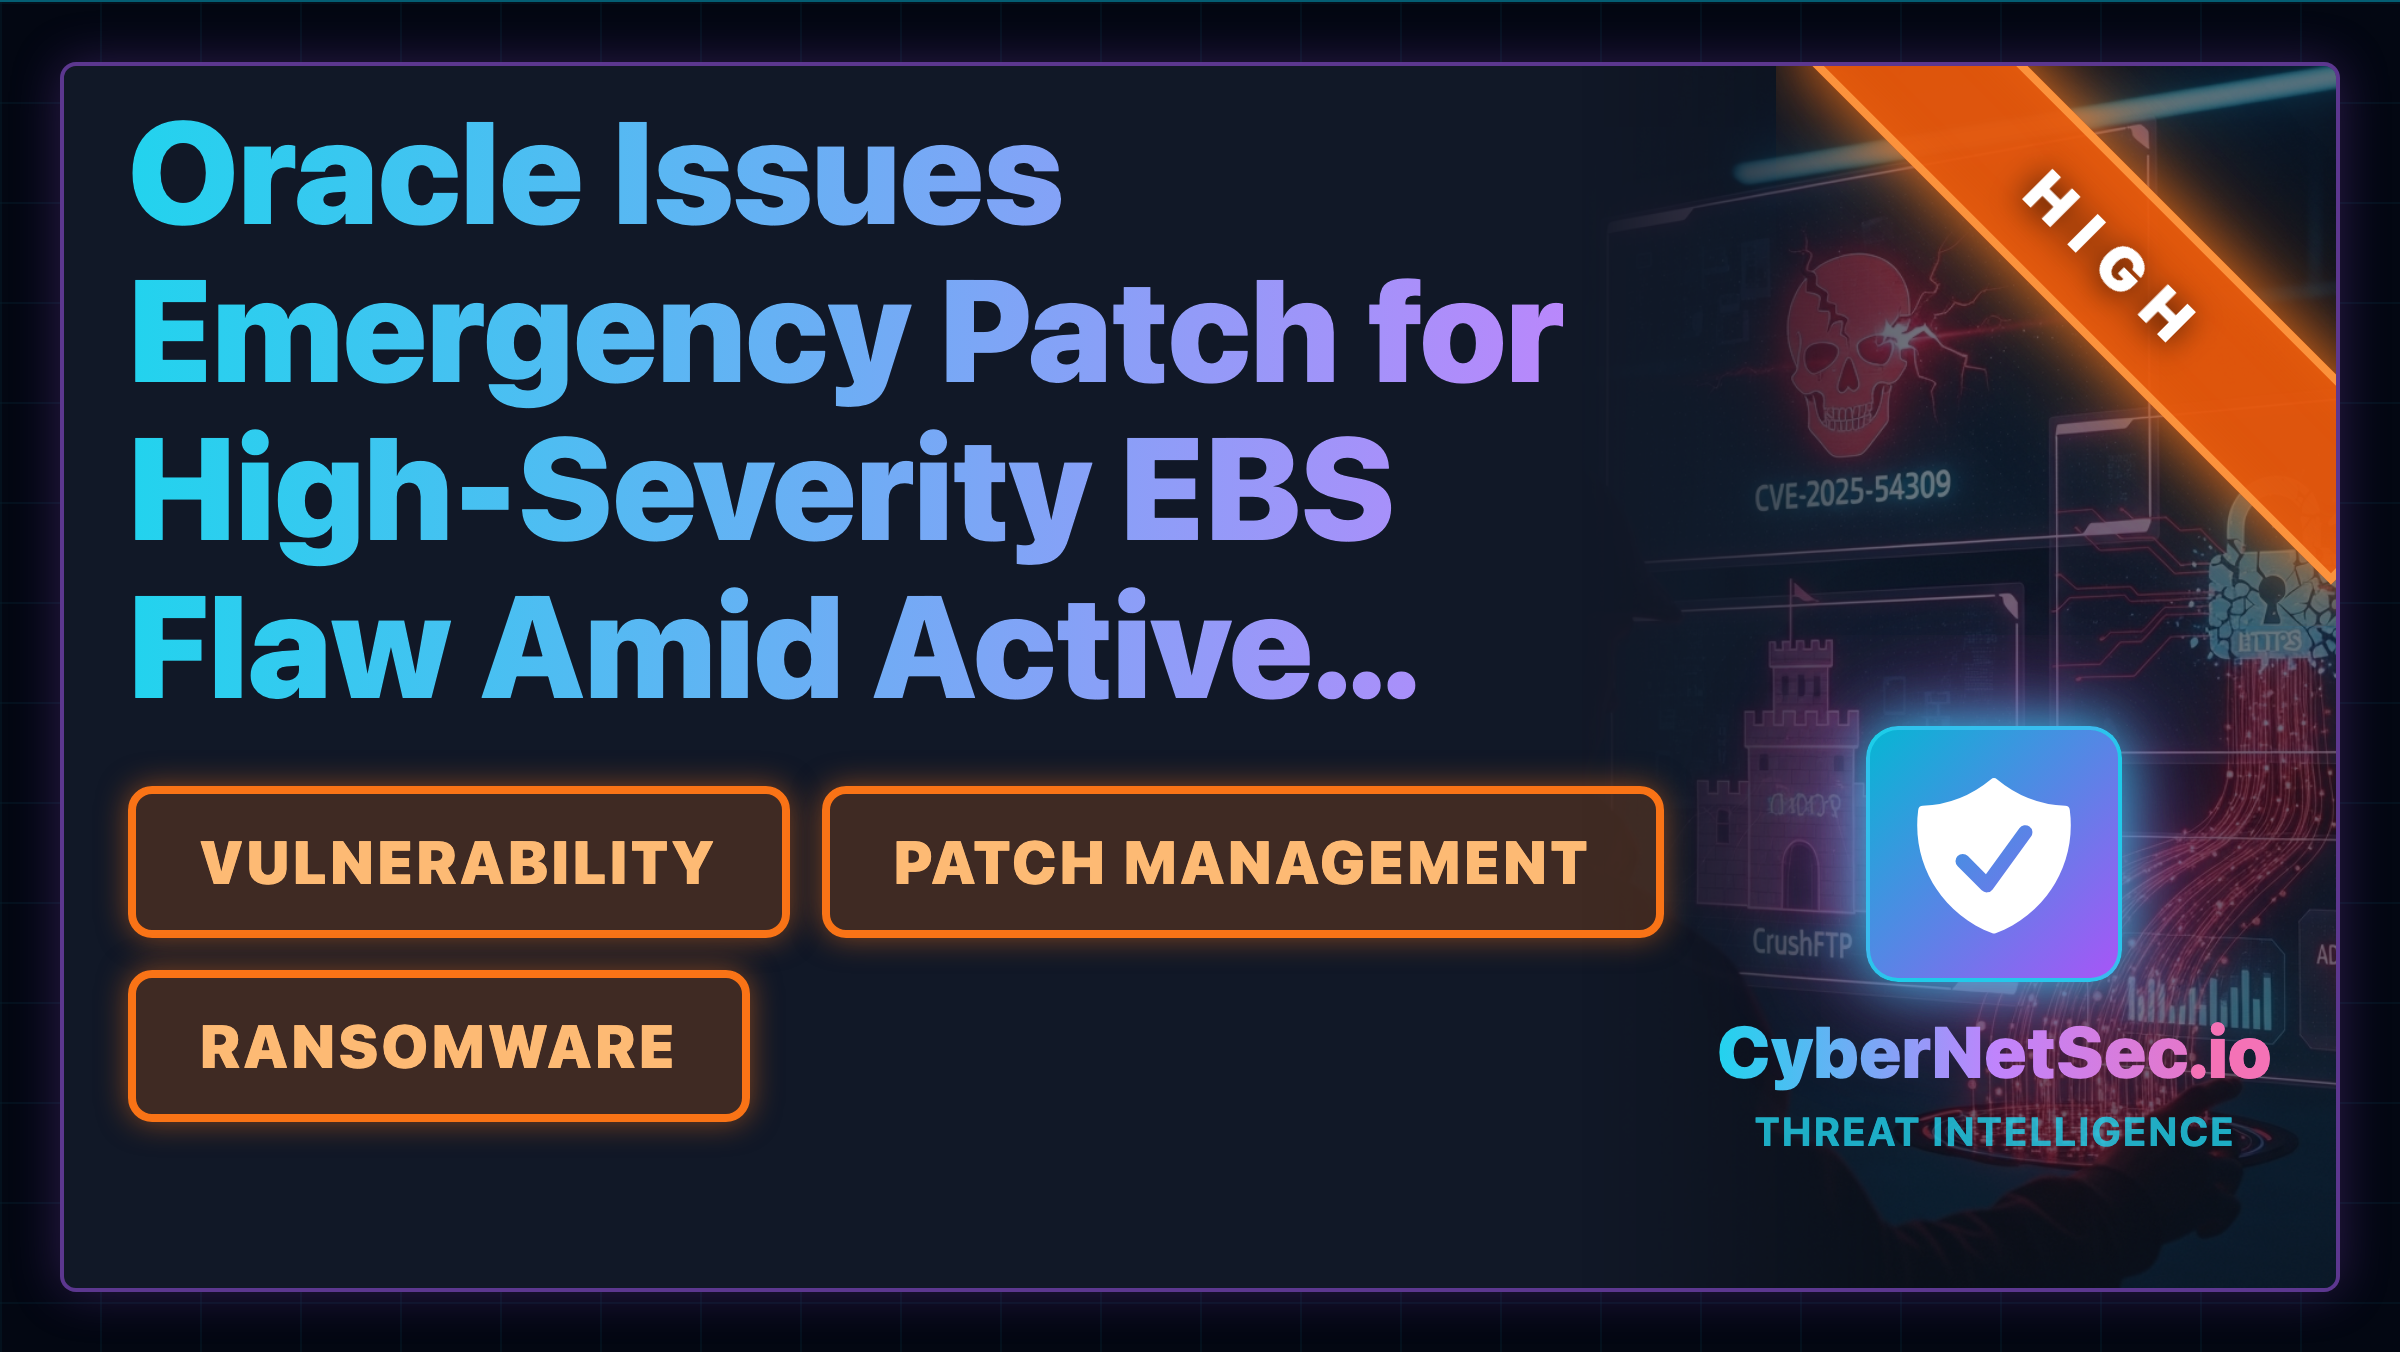 Oracle Issues
Emergency Patch for
High-Severity EBS
Flaw Amid Active...
HIGH
CVE-2025-54309
HTTPS
VULNERABILITY
PATCH MANAGEMENT
RANSOMWARE
CrushFTP
AD
CyberNetSec.io
THREAT INTELLIGENCE